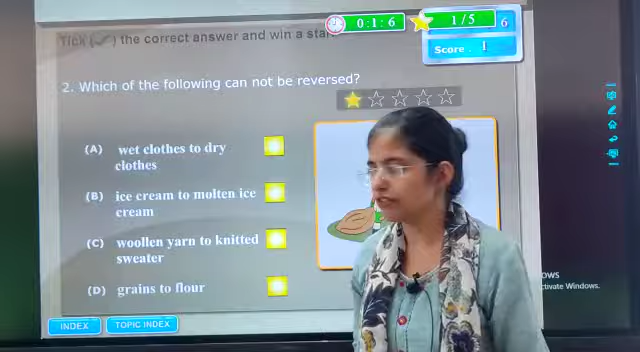 Tick (✓) the correct answer and win a star.
0:1:6
1/5
6
Score : 1
2. Which of the following can not be reversed?
(A) wet clothes to dry
clothes
(B) ice cream to molten ice
cream
(C) woollen yarn to knitted
sweater
(D) grains to flour
INDEX
TOPIC INDEX
ctivate Windows.